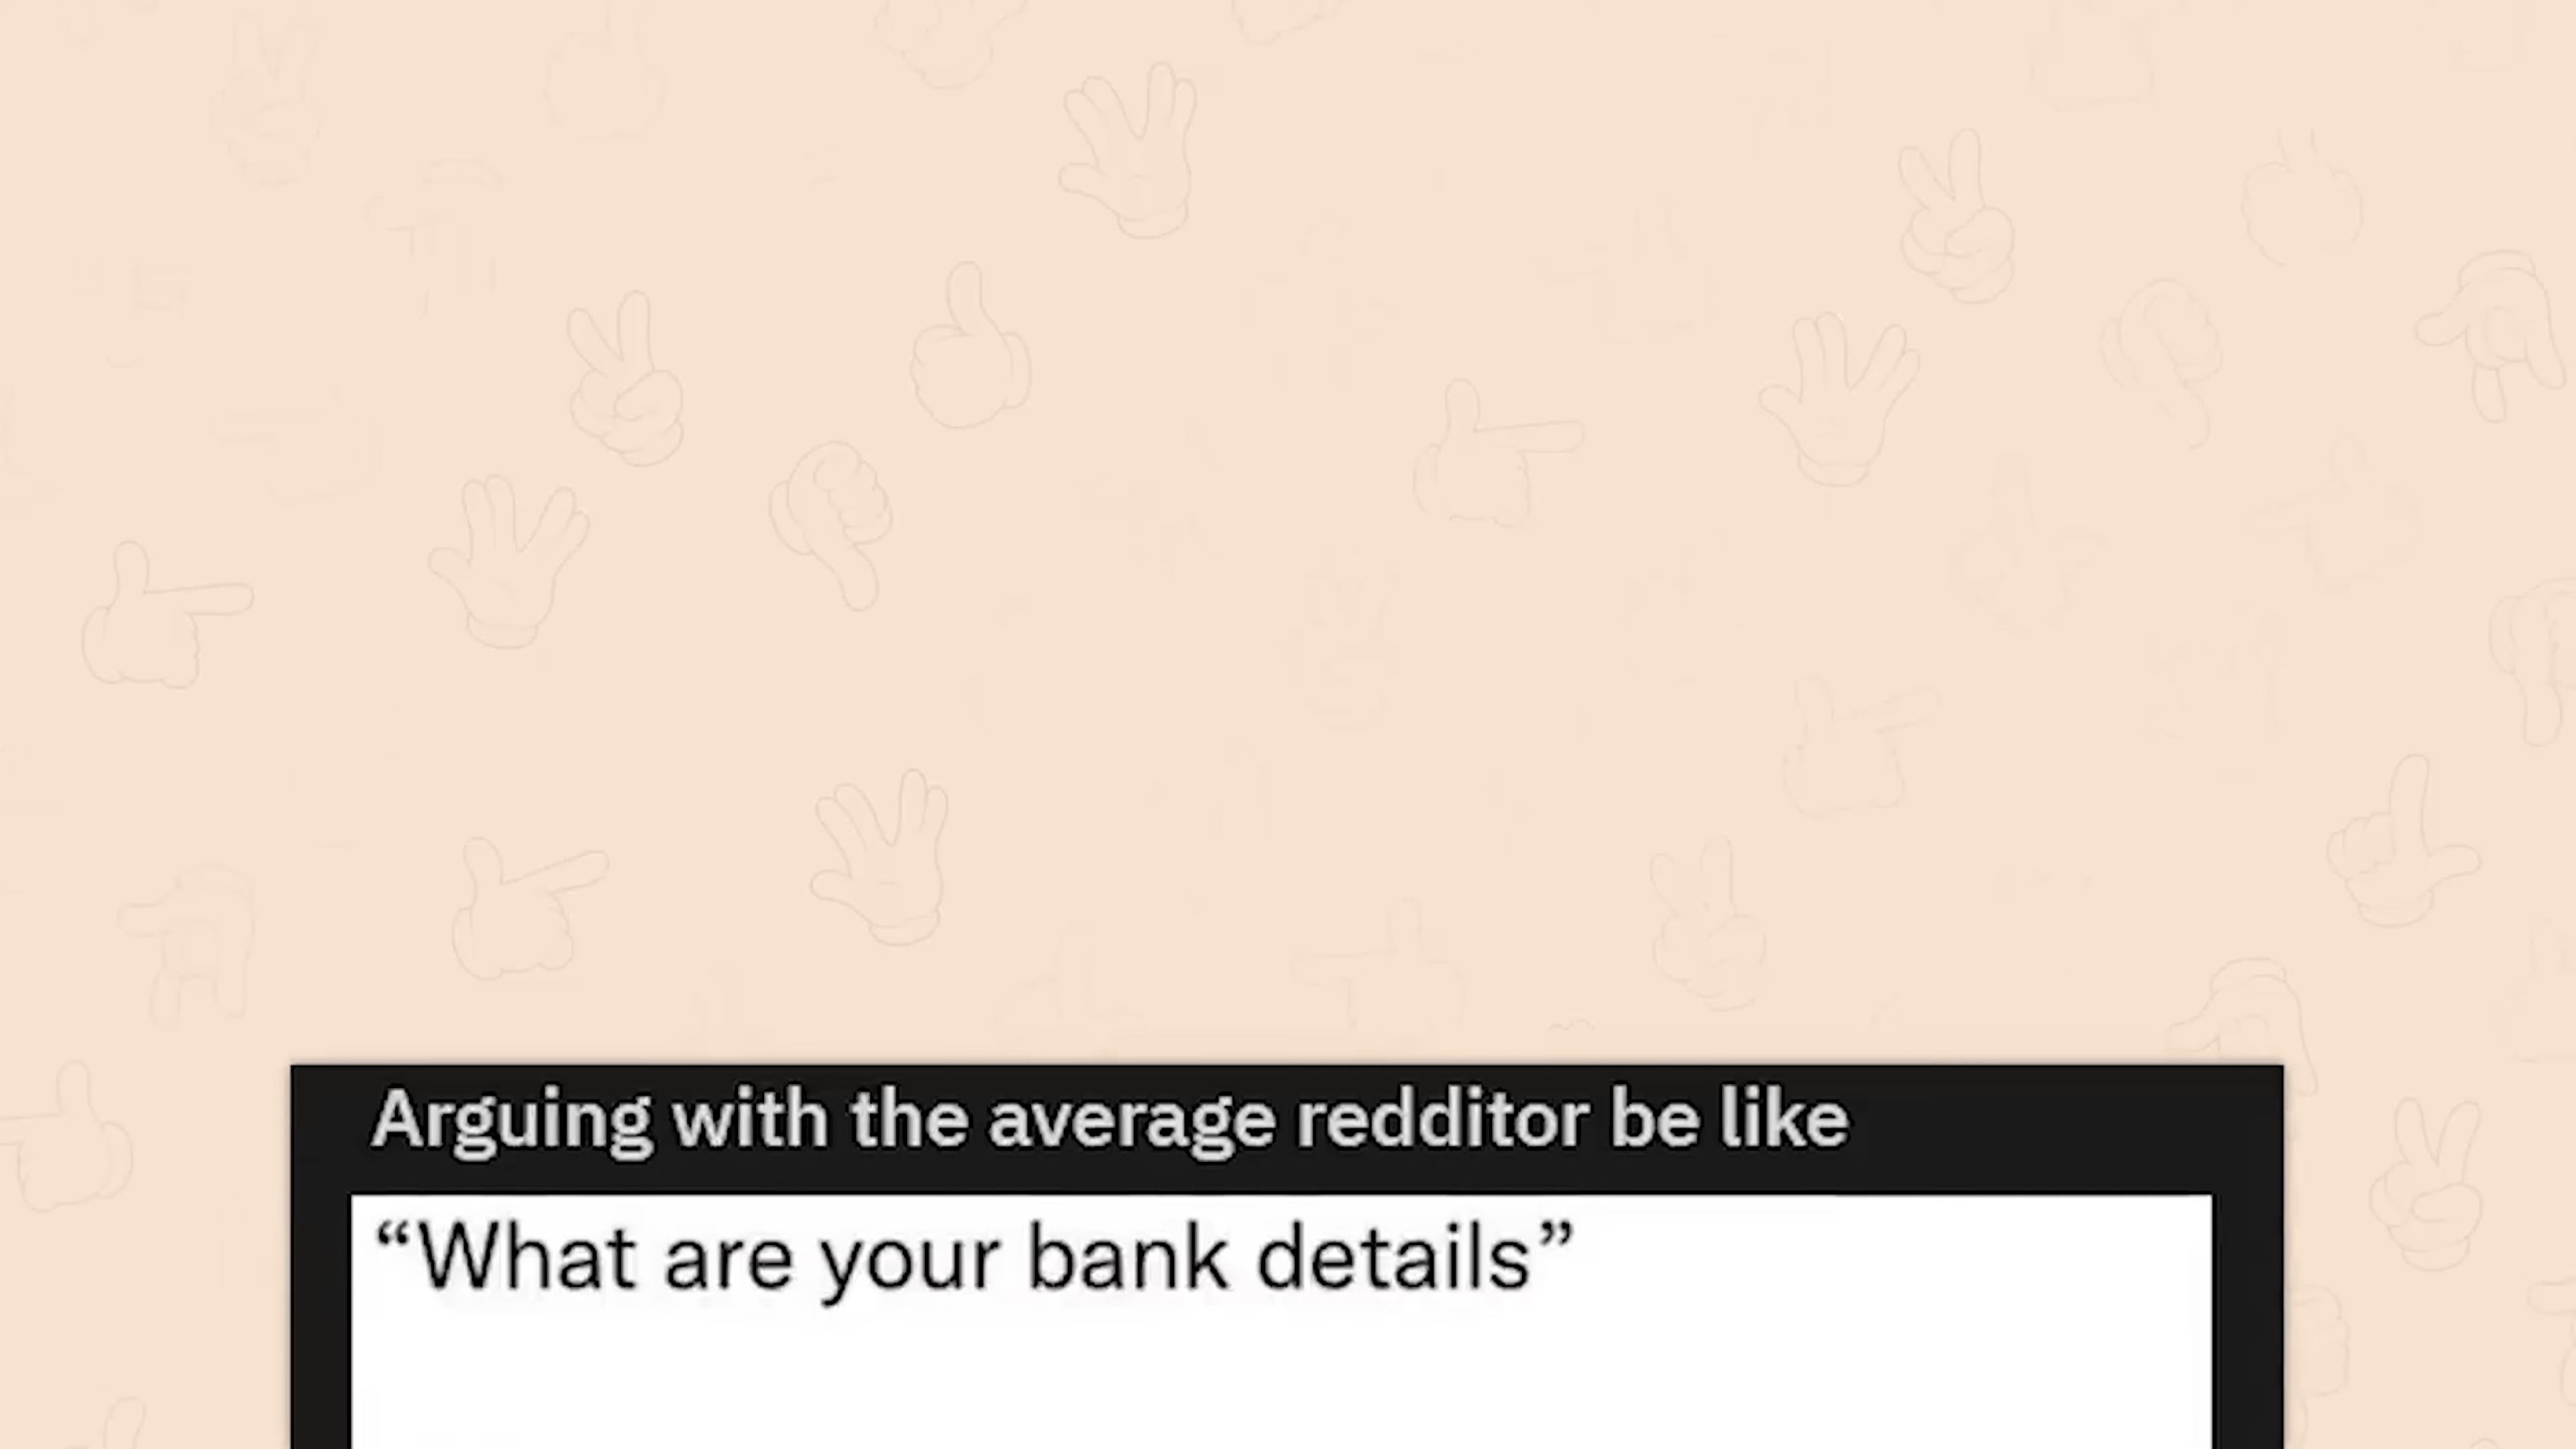 Arguing with the average redditor be like
“What are your bank details”